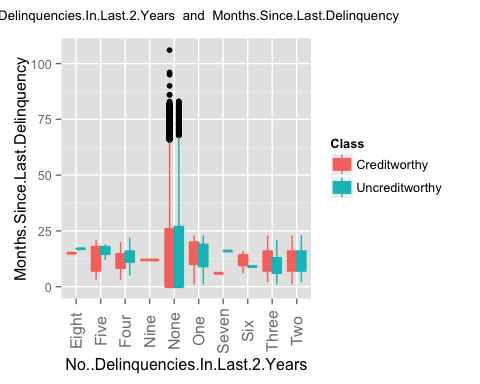 Delinquencies.In.Last.2.Years and Months.Since.Last.Delinquency
Months.Since.Last.Delinquency
100
75
50
25
0
Eight
Five
Four
Nine
None
One
Seven
Six
Three
Two
No..Delinquencies.In.Last.2.Years
Class
Creditworthy
Uncreditworthy